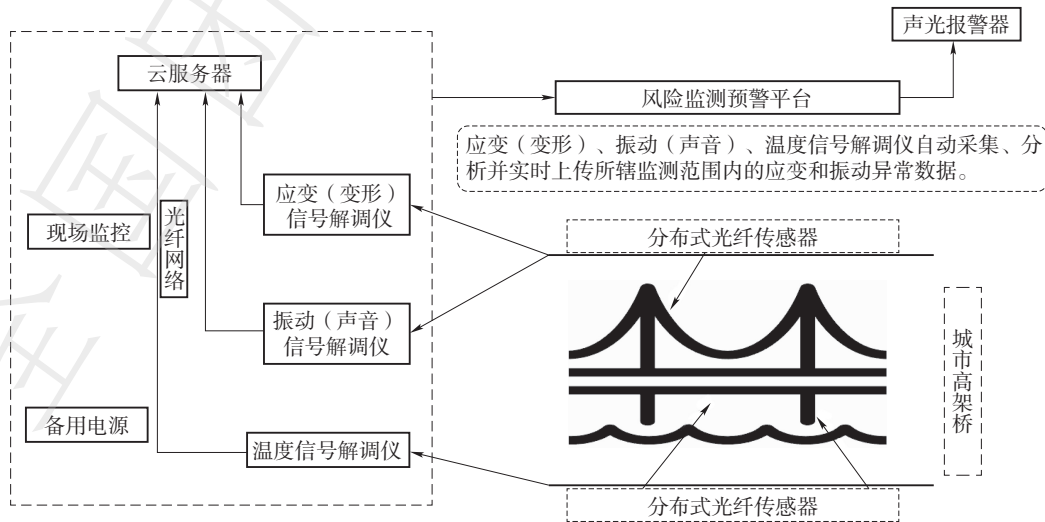 声光报警器
云服务器
风险监测预警平台
应变（变形）、振动（声音）、温度信号解调仪自动采集、分
析并实时上传所辖监测范围内的应变和振动异常数据。
应变（变形）
信号解调仪
现场监控
光纤网络
分布式光纤传感器
振动（声音）
信号解调仪
城市高架桥
备用电源
温度信号解调仪
分布式光纤传感器